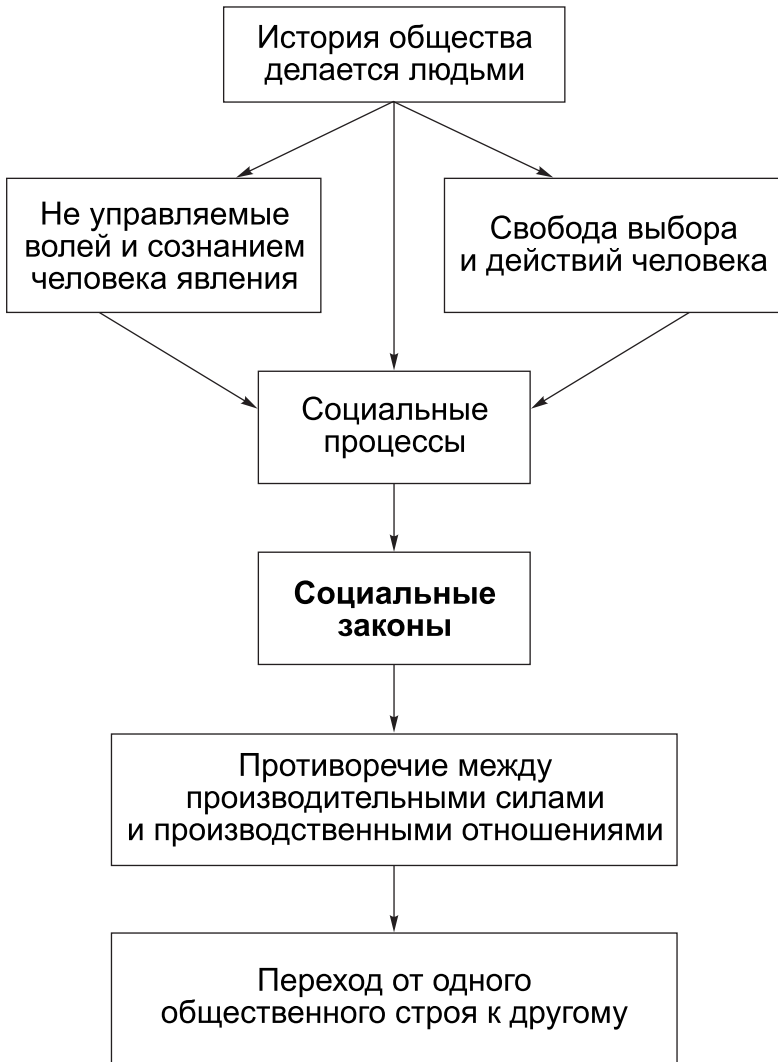 История общества
делается людьми
Не управляемые
волей и сознанием
человека явления
Свобода выбора
и действий человека
Социальные
процессы
Социальные
законы
Противоречие между
производительными силами
и производственными отношениями
Переход от одного
общественного строя к другому